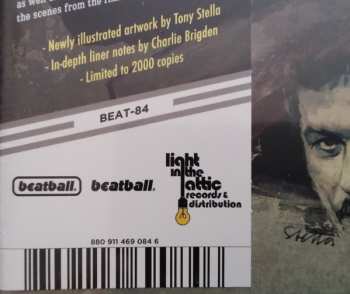 the scenes from the
- Newly illustrated artwork by Tony Stella
- In-depth liner notes by Charlie Brigden
- Limited to 2000 copies
BEAT-84
beatball.
beatball.
light
in the
attic
records &
distribution
Stella
880 911 469 084 6